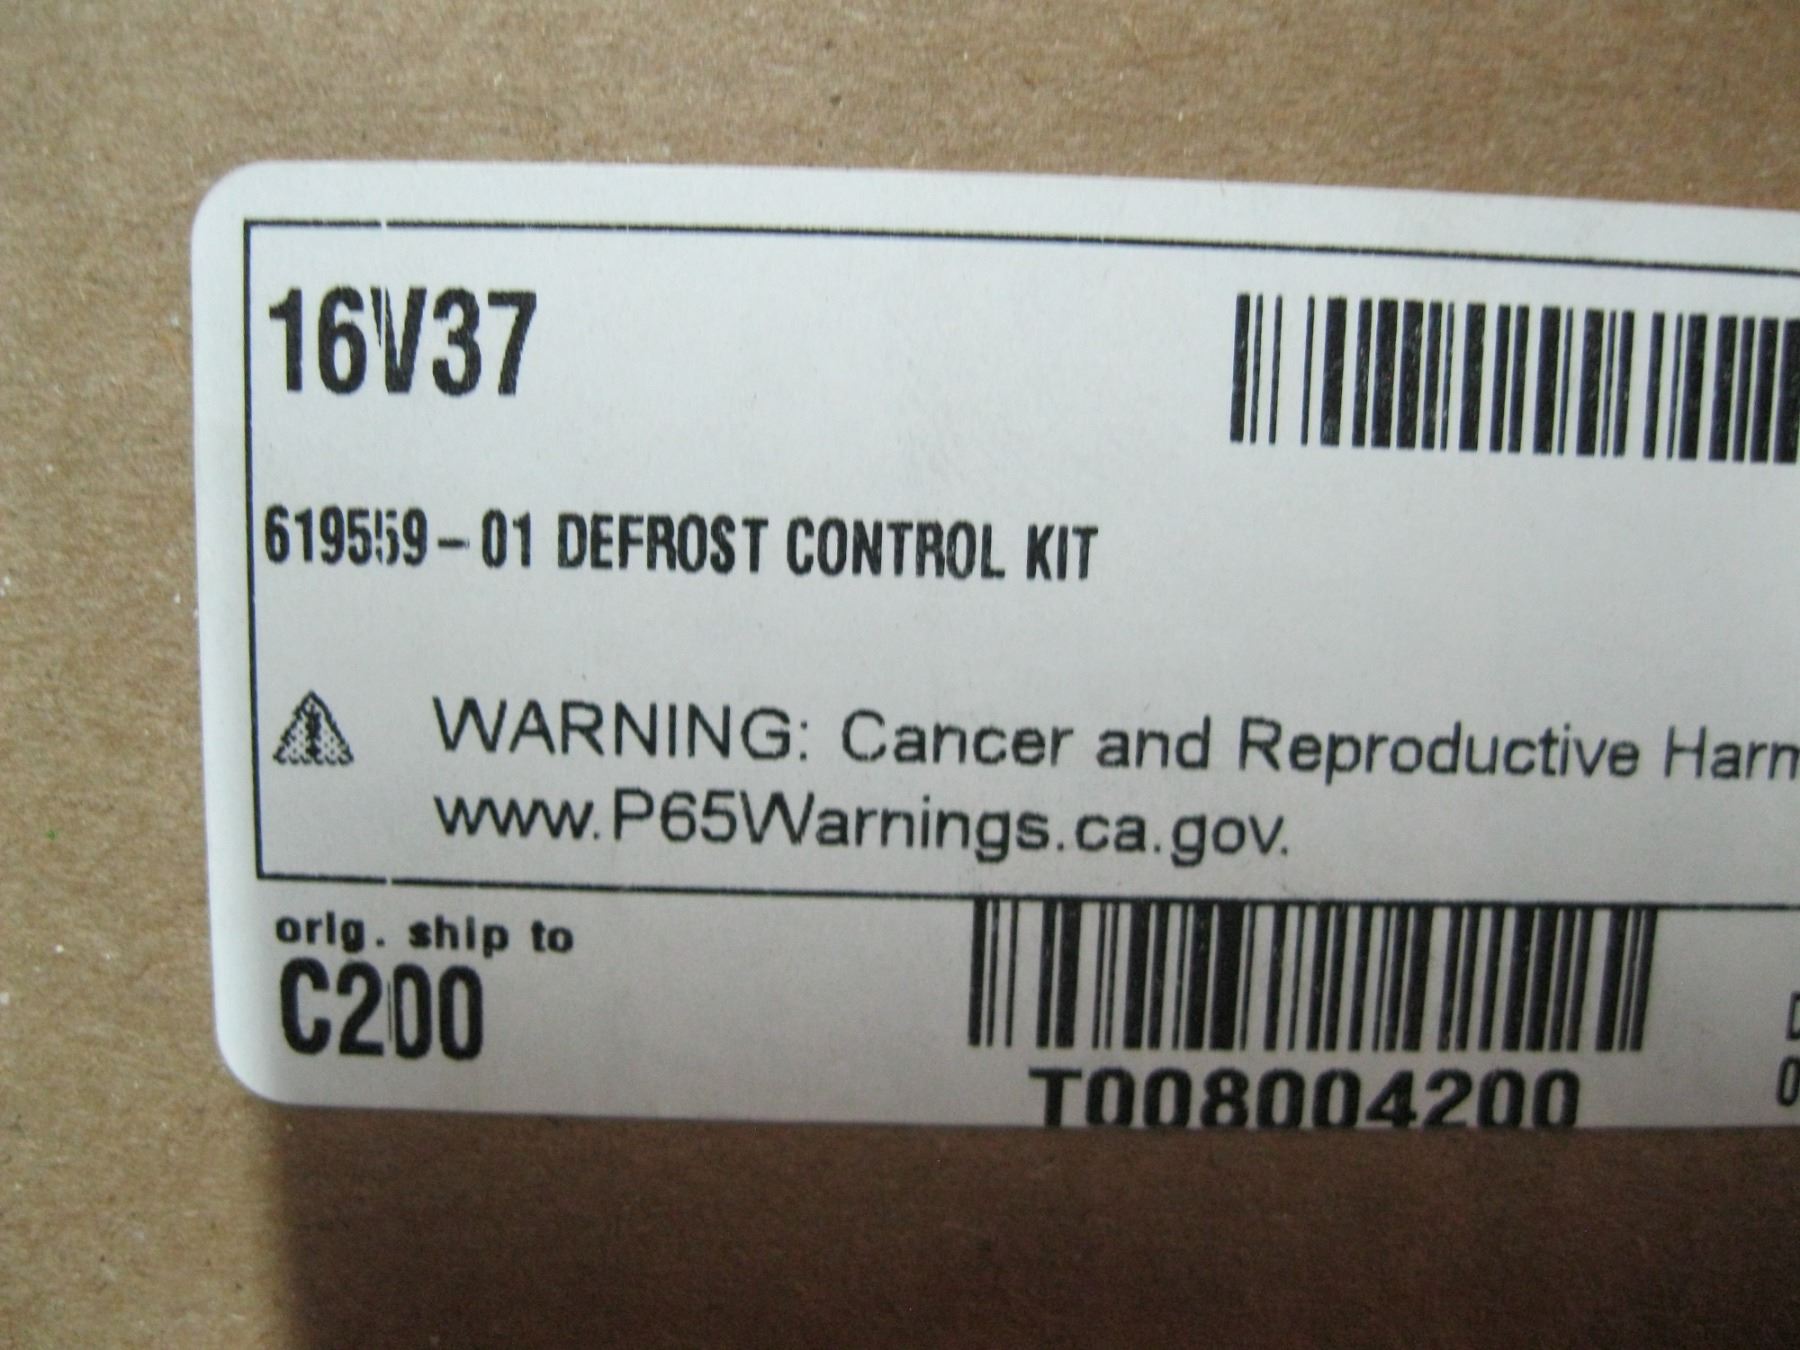 16V37
619559-01 DEFROST CONTROL KIT
WARNING: Cancer and Reproductive Harm
www.P65Warnings.ca.gov.
orig. ship to
C200
T008004200